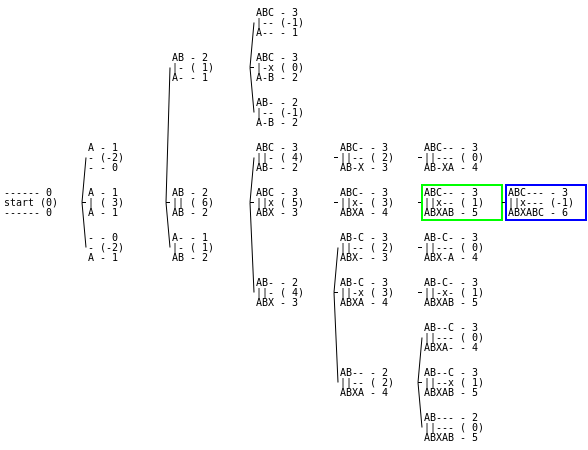 ------ 0
start (0)
------ 0
A - 1
- (-2)
- - 0
A - 1
| ( 3)
A - 1
- - 0
- (-2)
A - 1
AB - 2
|- ( 1)
A- - 1
AB - 2
|| ( 6)
AB - 2
A- - 1
|- ( 1)
AB - 2
ABC - 3
|-- (-1)
A-- - 1
ABC - 3
|-x ( 0)
A-B - 2
AB- - 2
|-- (-1)
A-B - 2
ABC - 3
||- ( 4)
AB- - 2
ABC - 3
||x ( 5)
ABX - 3
AB- - 2
||- ( 4)
ABX - 3
ABC- - 3
||-- ( 2)
AB-X - 3
ABC- - 3
||x- ( 3)
ABXA - 4
AB-C - 3
||-- ( 2)
ABX- - 3
AB-C - 3
||-x ( 3)
ABXA - 4
AB-- - 2
||-- ( 2)
ABXA - 4
ABC-- - 3
||--- ( 0)
AB-XA - 4
ABC-- - 3
||x-- ( 1)
ABXAB - 5
AB-C- - 3
||--- ( 0)
ABX-A - 4
AB-C- - 3
||-x- ( 1)
ABXAB - 5
AB--C - 3
||--- ( 0)
ABXA- - 4
AB--C - 3
||--x ( 1)
ABXAB - 5
AB--- - 2
||--- ( 0)
ABXAB - 5
ABC--- - 3
||x--- (-1)
ABXABC - 6